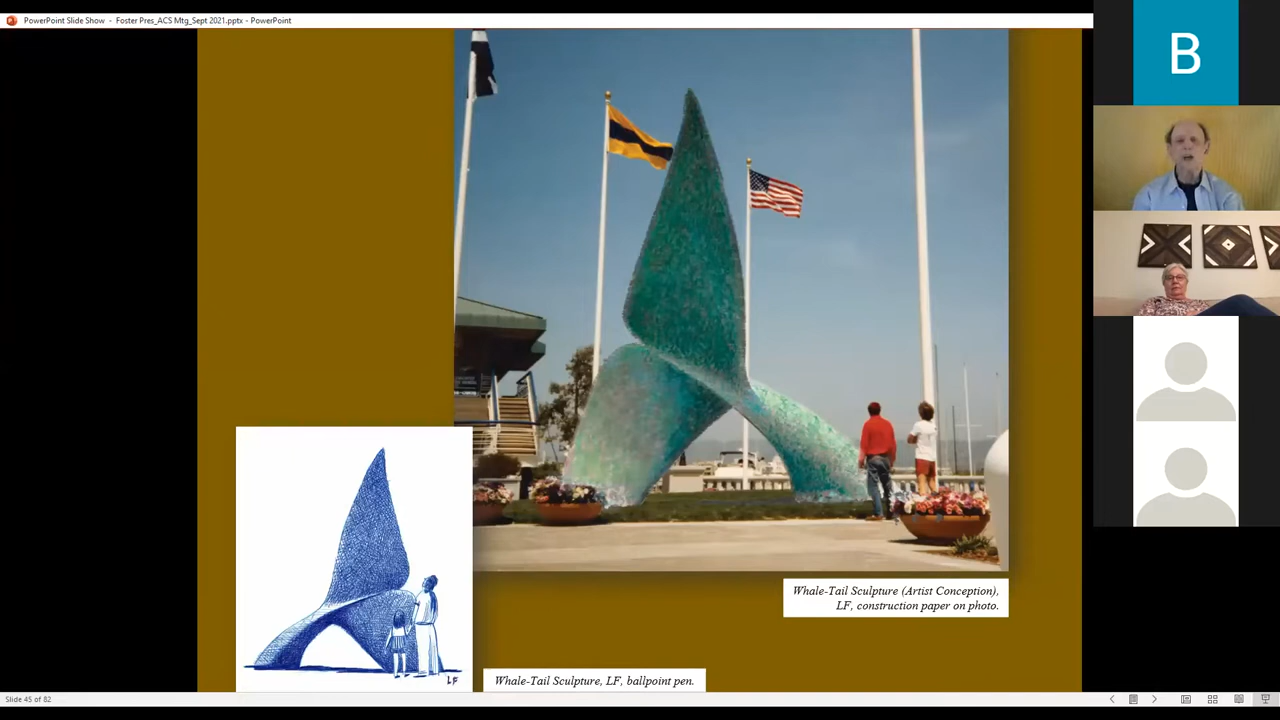 PowerPoint Slide Show - Foster Pres_ACS Mtg_Sept 2021.pptx - PowerPoint
B
LF
Whale-Tail Sculpture (Artist Conception),
LF, construction paper on photo.
Whale-Tail Sculpture, LF, ballpoint pen.
Slide 45 of 82